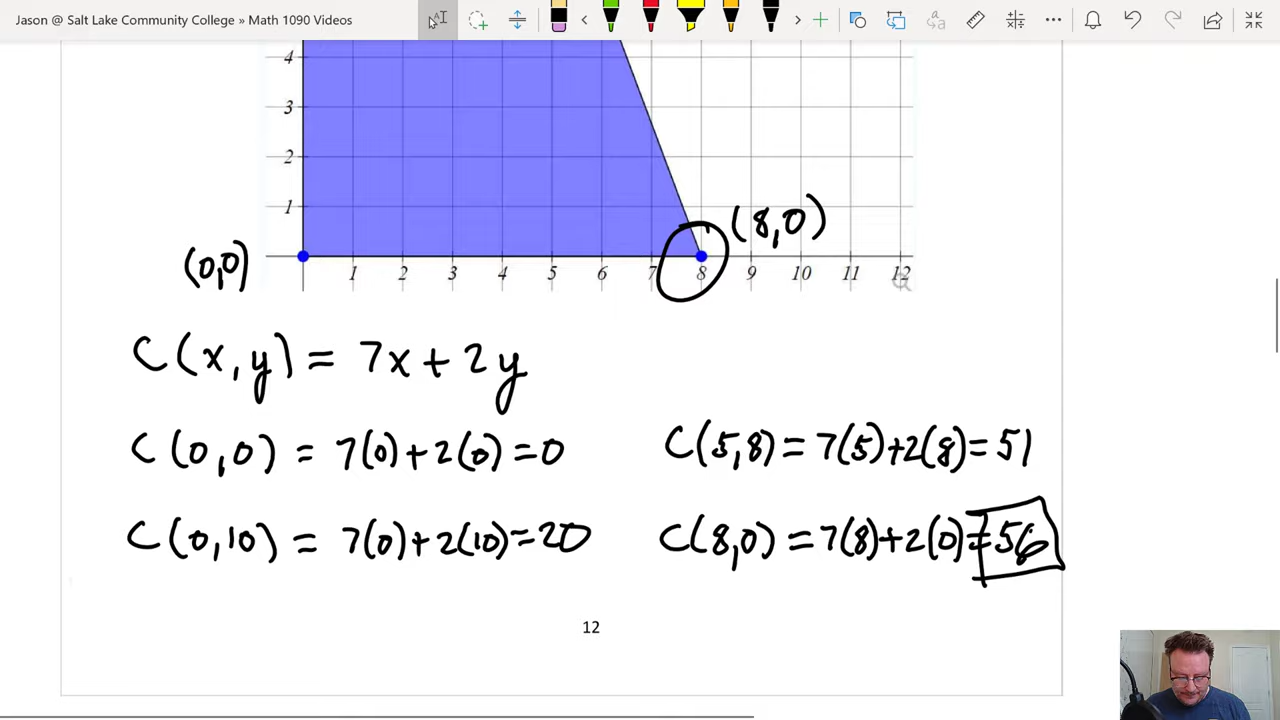 Jason @ Salt Lake Community College » Math 1090 Videos
4
3
2
1
(8,0)
(0,0)
1 2 3 4 5 6 7 8 9 10 11 12
C(x,y) = 7x + 2y
C(0,0) = 7(0)+2(0)=0
C(5,8)=7(5)+2(8)=51
C(0,10) = 7(0)+2(10)=20
C(8,0)=7(8)+2(0)=56
12